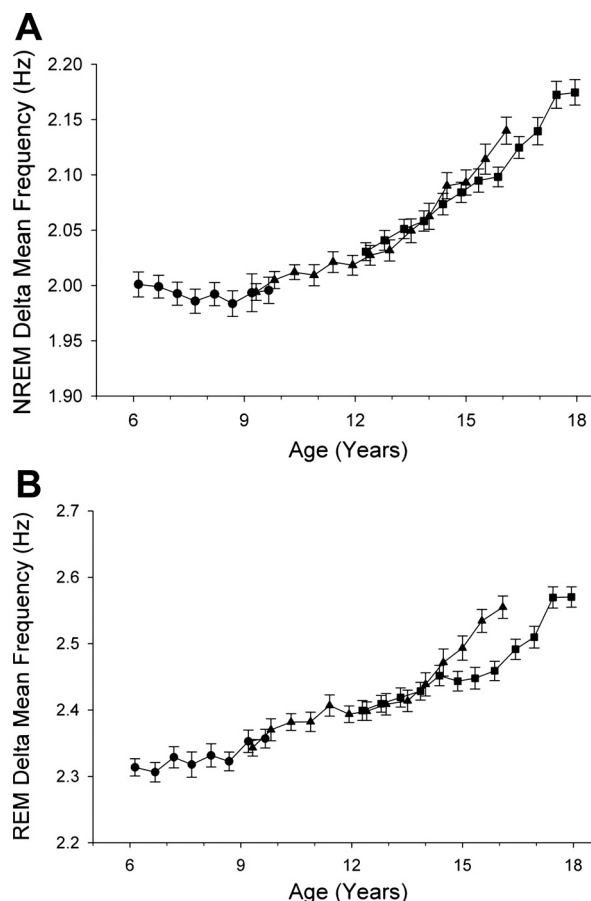 A
NREM Delta Mean Frequency (Hz)
2.20
2.15
2.10
2.05
2.00
1.95
1.90
6 9 12 15 18
Age (Years)
B
REM Delta Mean Frequency (Hz)
2.7
2.6
2.5
2.4
2.3
2.2
6 9 12 15 18
Age (Years)